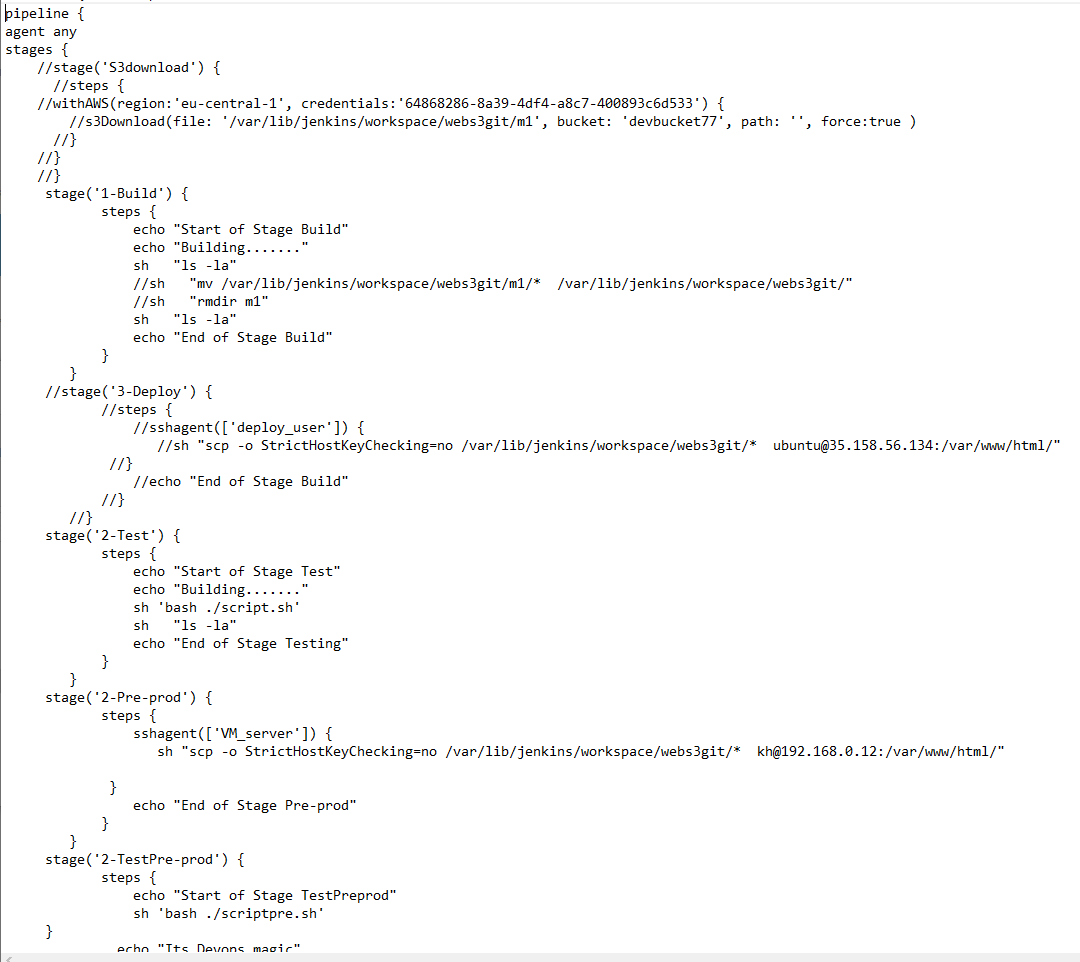 pipeline {
agent any
stages {
    //stage('S3download') {
      //steps {
    //withAWS(region:'eu-central-1', credentials:'64868286-8a39-4df4-a8c7-400893c6d533') {
        //s3Download(file: '/var/lib/jenkins/workspace/webs3git/m1', bucket: 'devbucket77', path: '', force:true )
      //}
    //}
    //}
     stage('1-Build') {
            steps {
                echo "Start of Stage Build"
                echo "Building......."
                sh   "ls -la"
                //sh   "mv /var/lib/jenkins/workspace/webs3git/m1/*  /var/lib/jenkins/workspace/webs3git/"
                //sh   "rmdir m1"
                sh   "ls -la"
                echo "End of Stage Build"
            }
        }
     //stage('3-Deploy') {
            //steps {
                //sshagent(['deploy_user']) {
                   //sh "scp -o StrictHostKeyChecking=no /var/lib/jenkins/workspace/webs3git/*  ubuntu@35.158.56.134:/var/www/html/"
             //}
                //echo "End of Stage Build"
            //}
        //}
     stage('2-Test') {
            steps {
                echo "Start of Stage Test"
                echo "Building......."
                sh 'bash ./script.sh'
                sh   "ls -la"
                echo "End of Stage Testing"
            }
        }
     stage('2-Pre-prod') {
            steps {
                sshagent(['VM_server']) {
                   sh "scp -o StrictHostKeyChecking=no /var/lib/jenkins/workspace/webs3git/*  kh@192.168.0.12:/var/www/html/"
             }
                echo "End of Stage Pre-prod"
            }
        }
     stage('2-TestPre-prod') {
            steps {
                echo "Start of Stage TestPreprod"
                sh 'bash ./scriptpre.sh'
     }
              echo "Its Devops magic"